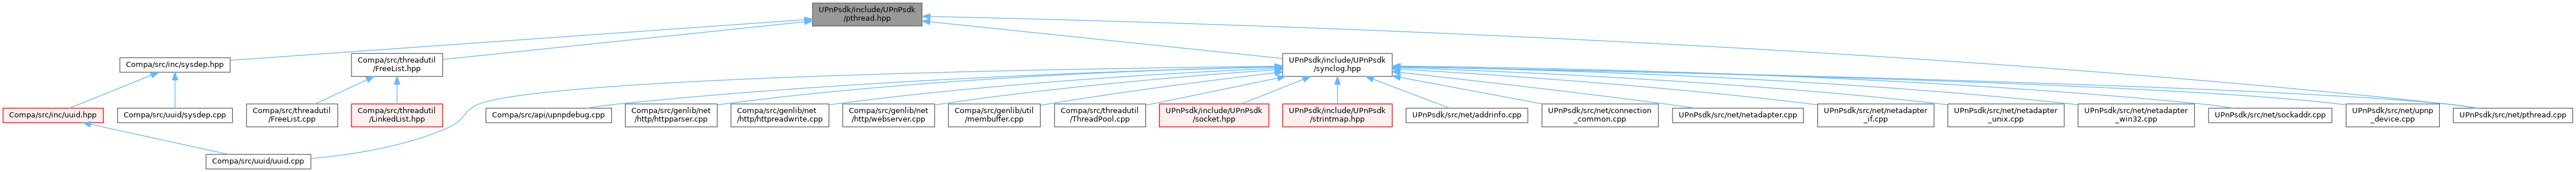 UPnPsdk/include/UPnPsdk
/pthread.hpp
Compa/src/inc/sysdep.hpp
Compa/src/threadutil
/FreeList.hpp
UPnPsdk/include/UPnPsdk
/synclog.hpp
Compa/src/inc/uuid.hpp
Compa/src/uuid/sysdep.cpp
Compa/src/threadutil
/FreeList.cpp
Compa/src/threadutil
/LinkedList.hpp
Compa/src/api/upnpdebug.cpp
Compa/src/genlib/net
/http/httpparser.cpp
Compa/src/genlib/net
/http/httpreadwrite.cpp
Compa/src/genlib/net
/http/webserver.cpp
Compa/src/genlib/util
/membuffer.cpp
Compa/src/threadutil
/ThreadPool.cpp
UPnPsdk/include/UPnPsdk
/socket.hpp
UPnPsdk/include/UPnPsdk
/strintmap.hpp
UPnPsdk/src/net/addrinfo.cpp
UPnPsdk/src/net/connection
_common.cpp
UPnPsdk/src/net/netadapter.cpp
UPnPsdk/src/net/netadapter
_if.cpp
UPnPsdk/src/net/netadapter
_unix.cpp
UPnPsdk/src/net/netadapter
_win32.cpp
UPnPsdk/src/net/sockaddr.cpp
UPnPsdk/src/net/upnp
_device.cpp
UPnPsdk/src/net/pthread.cpp
Compa/src/uuid/uuid.cpp